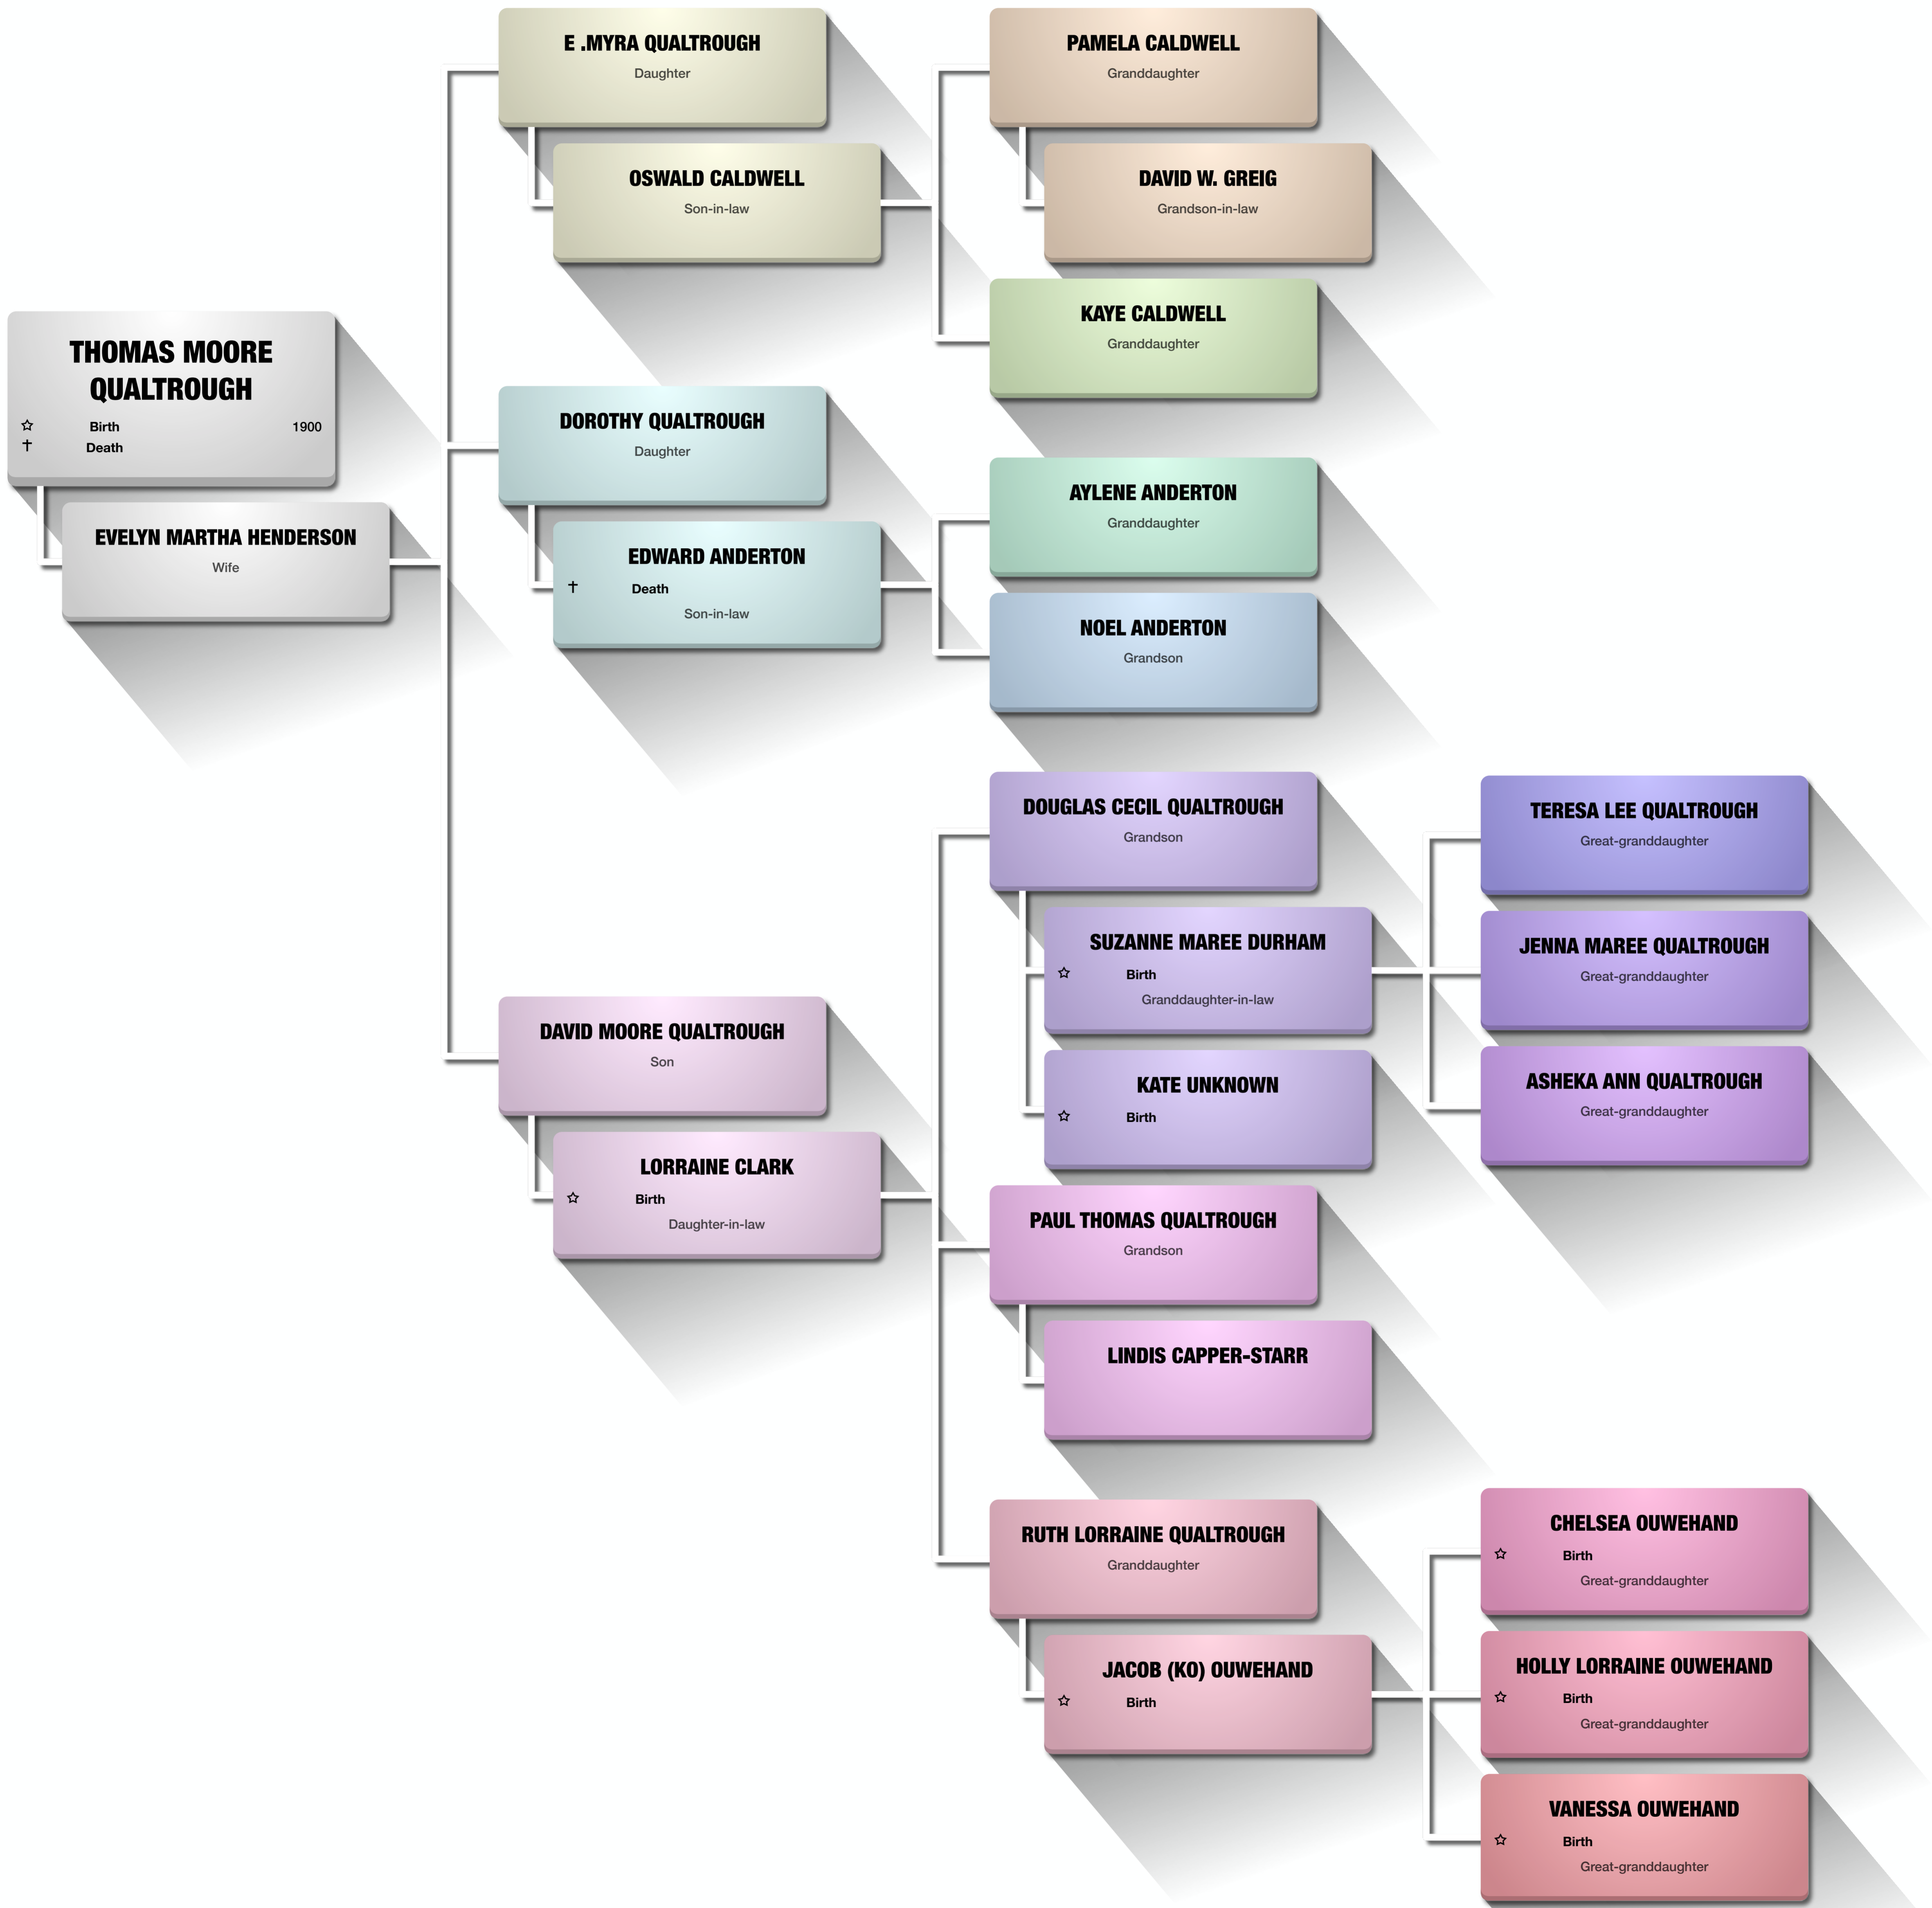 THOMAS MOORE
QUALTROUGH
☆ Birth 1900
† Death
EVELYN MARTHA HENDERSON
Wife
E .MYRA QUALTROUGH
Daughter
OSWALD CALDWELL
Son-in-law
PAMELA CALDWELL
Granddaughter
DAVID W. GREIG
Grandson-in-law
KAYE CALDWELL
Granddaughter
DOROTHY QUALTROUGH
Daughter
EDWARD ANDERTON
† Death
Son-in-law
AYLENE ANDERTON
Granddaughter
NOEL ANDERTON
Grandson
DAVID MOORE QUALTROUGH
Son
LORRAINE CLARK
☆ Birth
Daughter-in-law
DOUGLAS CECIL QUALTROUGH
Grandson
SUZANNE MAREE DURHAM
☆ Birth
Granddaughter-in-law
KATE UNKNOWN
☆ Birth
TERESA LEE QUALTROUGH
Great-granddaughter
JENNA MAREE QUALTROUGH
Great-granddaughter
ASHEKA ANN QUALTROUGH
Great-granddaughter
PAUL THOMAS QUALTROUGH
Grandson
LINDIS CAPPER-STARR
RUTH LORRAINE QUALTROUGH
Granddaughter
JACOB (KO) OUWEHAND
☆ Birth
CHELSEA OUWEHAND
☆ Birth
Great-granddaughter
HOLLY LORRAINE OUWEHAND
☆ Birth
Great-granddaughter
VANESSA OUWEHAND
☆ Birth
Great-granddaughter